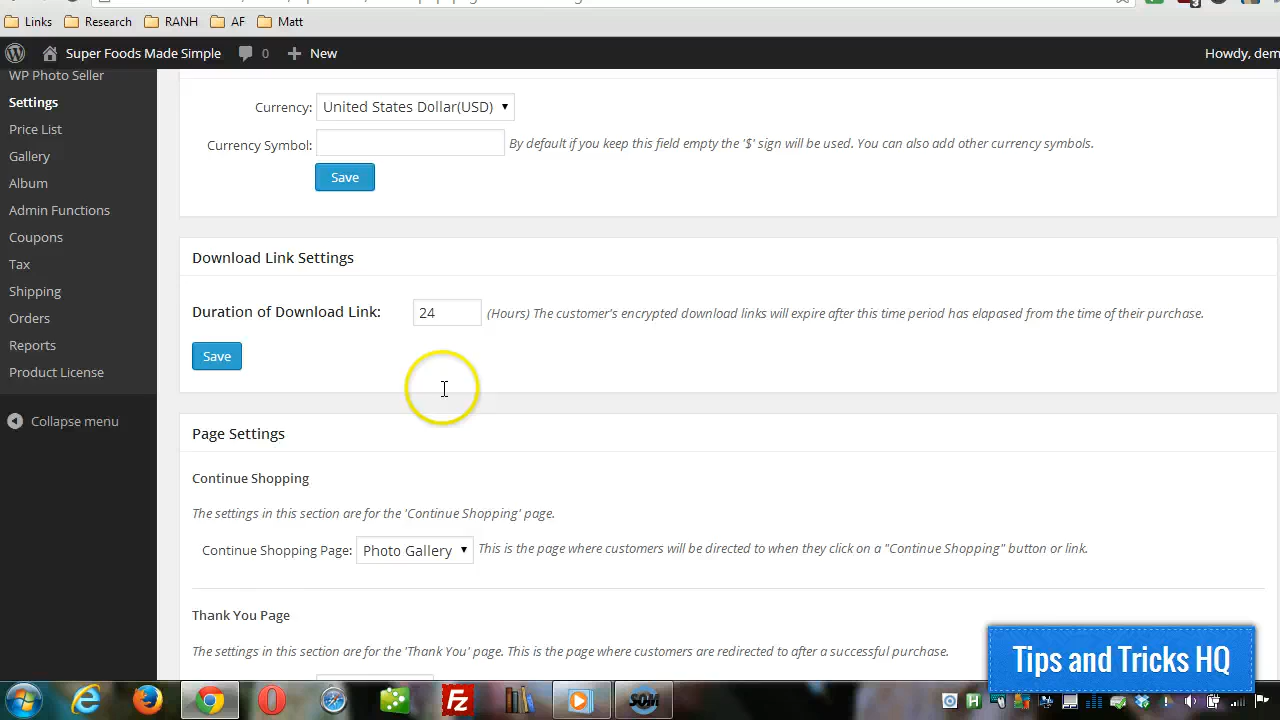 Links Research RANH AF Matt
Super Foods Made Simple 0 New Howdy, dem
WP Photo Seller
Settings
Price List
Gallery
Album
Admin Functions
Coupons
Tax
Shipping
Orders
Reports
Product License
Collapse menu
Currency: United States Dollar(USD)
Currency Symbol: By default if you keep this field empty the '$' sign will be used. You can also add other currency symbols.
Save
Download Link Settings
Duration of Download Link: 24 (Hours) The customer's encrypted download links will expire after this time period has elapased from the time of their purchase.
Save
Page Settings
Continue Shopping
The settings in this section are for the 'Continue Shopping' page.
Continue Shopping Page: Photo Gallery This is the page where customers will be directed to when they click on a "Continue Shopping" button or link.
Thank You Page
The settings in this section are for the 'Thank You' page. This is the page where customers are redirected to after a successful purchase.
Tips and Tricks HQ